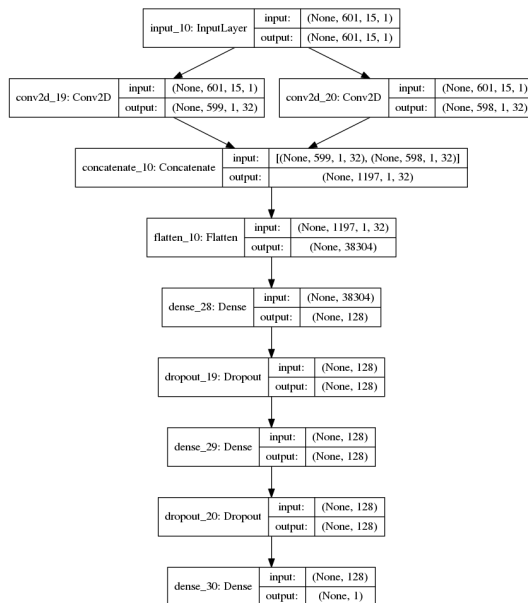 input_10: InputLayer input: (None, 601, 15, 1)
output: (None, 601, 15, 1)
conv2d_19: Conv2D input: (None, 601, 15, 1)
output: (None, 599, 1, 32)
conv2d_20: Conv2D input: (None, 601, 15, 1)
output: (None, 598, 1, 32)
concatenate_10: Concatenate input: [(None, 599, 1, 32), (None, 598, 1, 32)]
output: (None, 1197, 1, 32)
flatten_10: Flatten input: (None, 1197, 1, 32)
output: (None, 38304)
dense_28: Dense input: (None, 38304)
output: (None, 128)
dropout_19: Dropout input: (None, 128)
output: (None, 128)
dense_29: Dense input: (None, 128)
output: (None, 128)
dropout_20: Dropout input: (None, 128)
output: (None, 128)
dense_30: Dense input: (None, 128)
output: (None, 1)